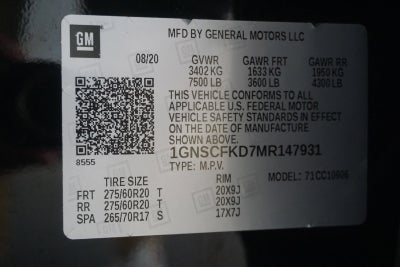 GM
MFD BY GENERAL MOTORS LLC
08/20 GVWR GAWR FRT GAWR RR
3402 KG 1633 KG 1950 KG
7500 LB 3600 LB 4300 LB
THIS VEHICLE CONFORMS TO ALL
APPLICABLE U.S. FEDERAL MOTOR
VEHICLE SAFETY STANDARDS IN EFFECT
ON THE DATE OF MANUFACTURE
SHOWN ABOVE.
8555 1GNSCFKD7MR147931
TYPE: M.P.V. MODEL: 71CC10906
TIRE SIZE RIM
FRT 275/60R20 T 20X9J
RR 275/60R20 T 20X9J
SPA 265/70R17 S 17X7J